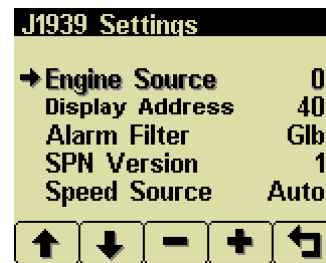 J1939 Settings
Engine Source 0
Display Address 40
Alarm Filter Glb
SPN Version 1
Speed Source Auto